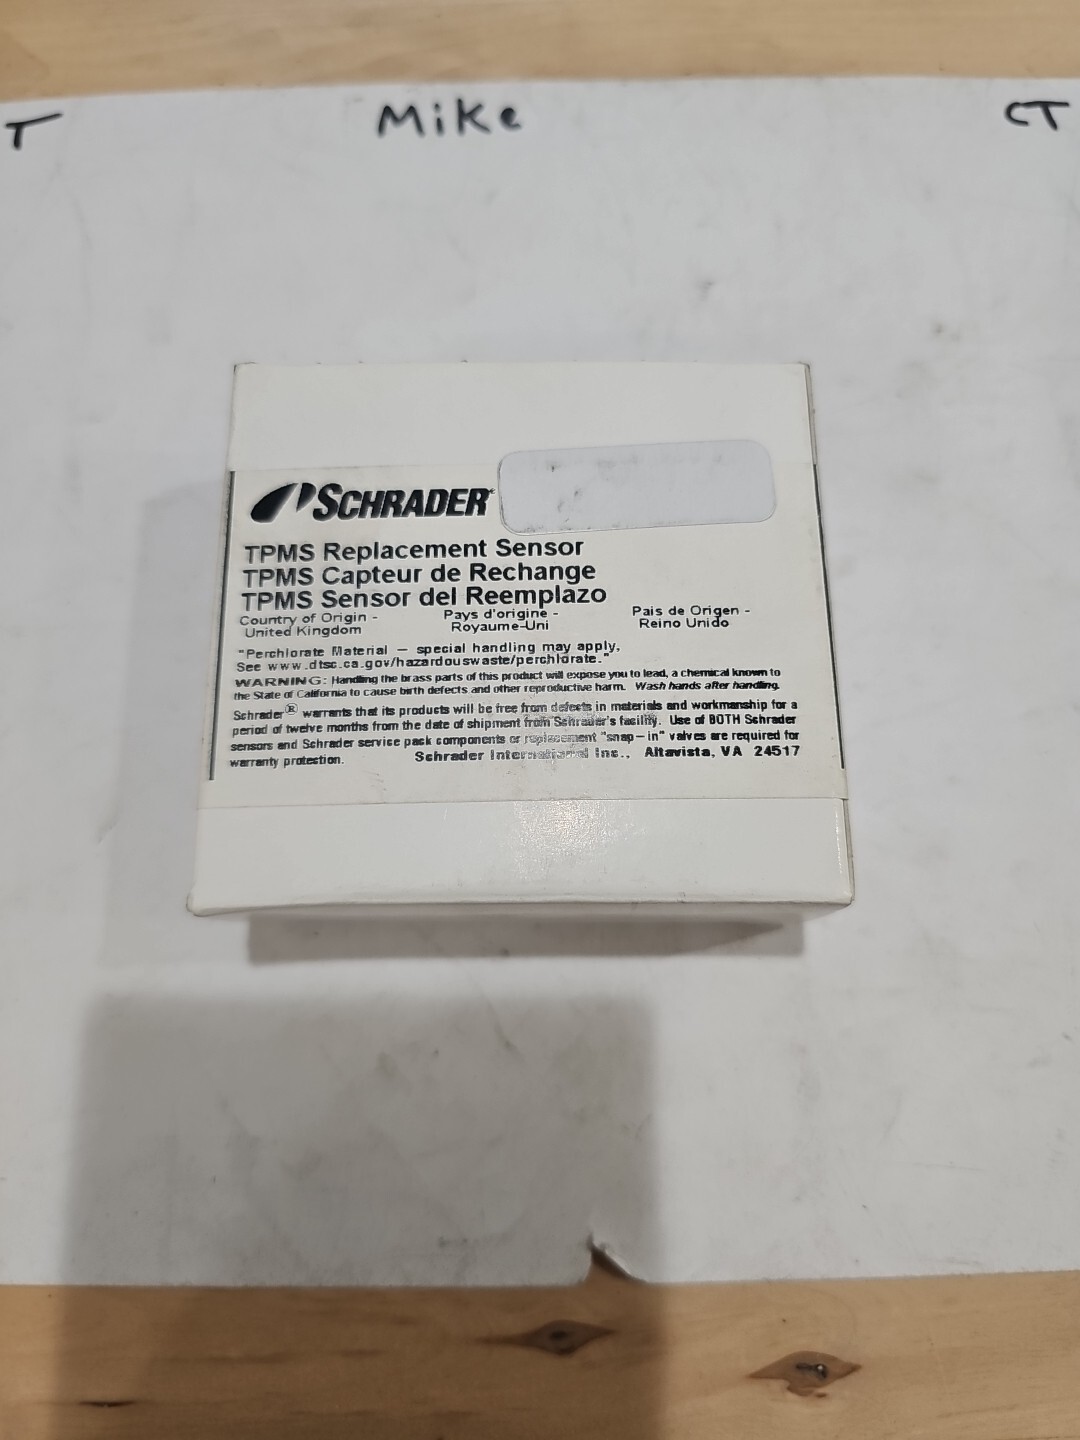 T Mike CT
SCHRADER
TPMS Replacement Sensor
TPMS Capteur de Rechange
TPMS Sensor del Reemplazo
Country of Origin - Pays d'origine - Pais de Origen -
United Kingdom Royaume-Uni Reino Unido
"Perchlorate Material – special handling may apply,
See www.dtsc.ca.gov/hazardouswaste/perchlorate."
WARNING: Handling the brass parts of this product will expose you to lead, a chemical known to
the State of California to cause birth defects and other reproductive harm. Wash hands after handling.
Schrader® warrants that its products will be free from defects in materials and workmanship for a
period of twelve months from the date of shipment from Schrader's facility. Use of BOTH Schrader
sensors and Schrader service pack components or replacement "snap-in" valves are required for
warranty protection. Schrader International Inc., Altavista, VA 24517